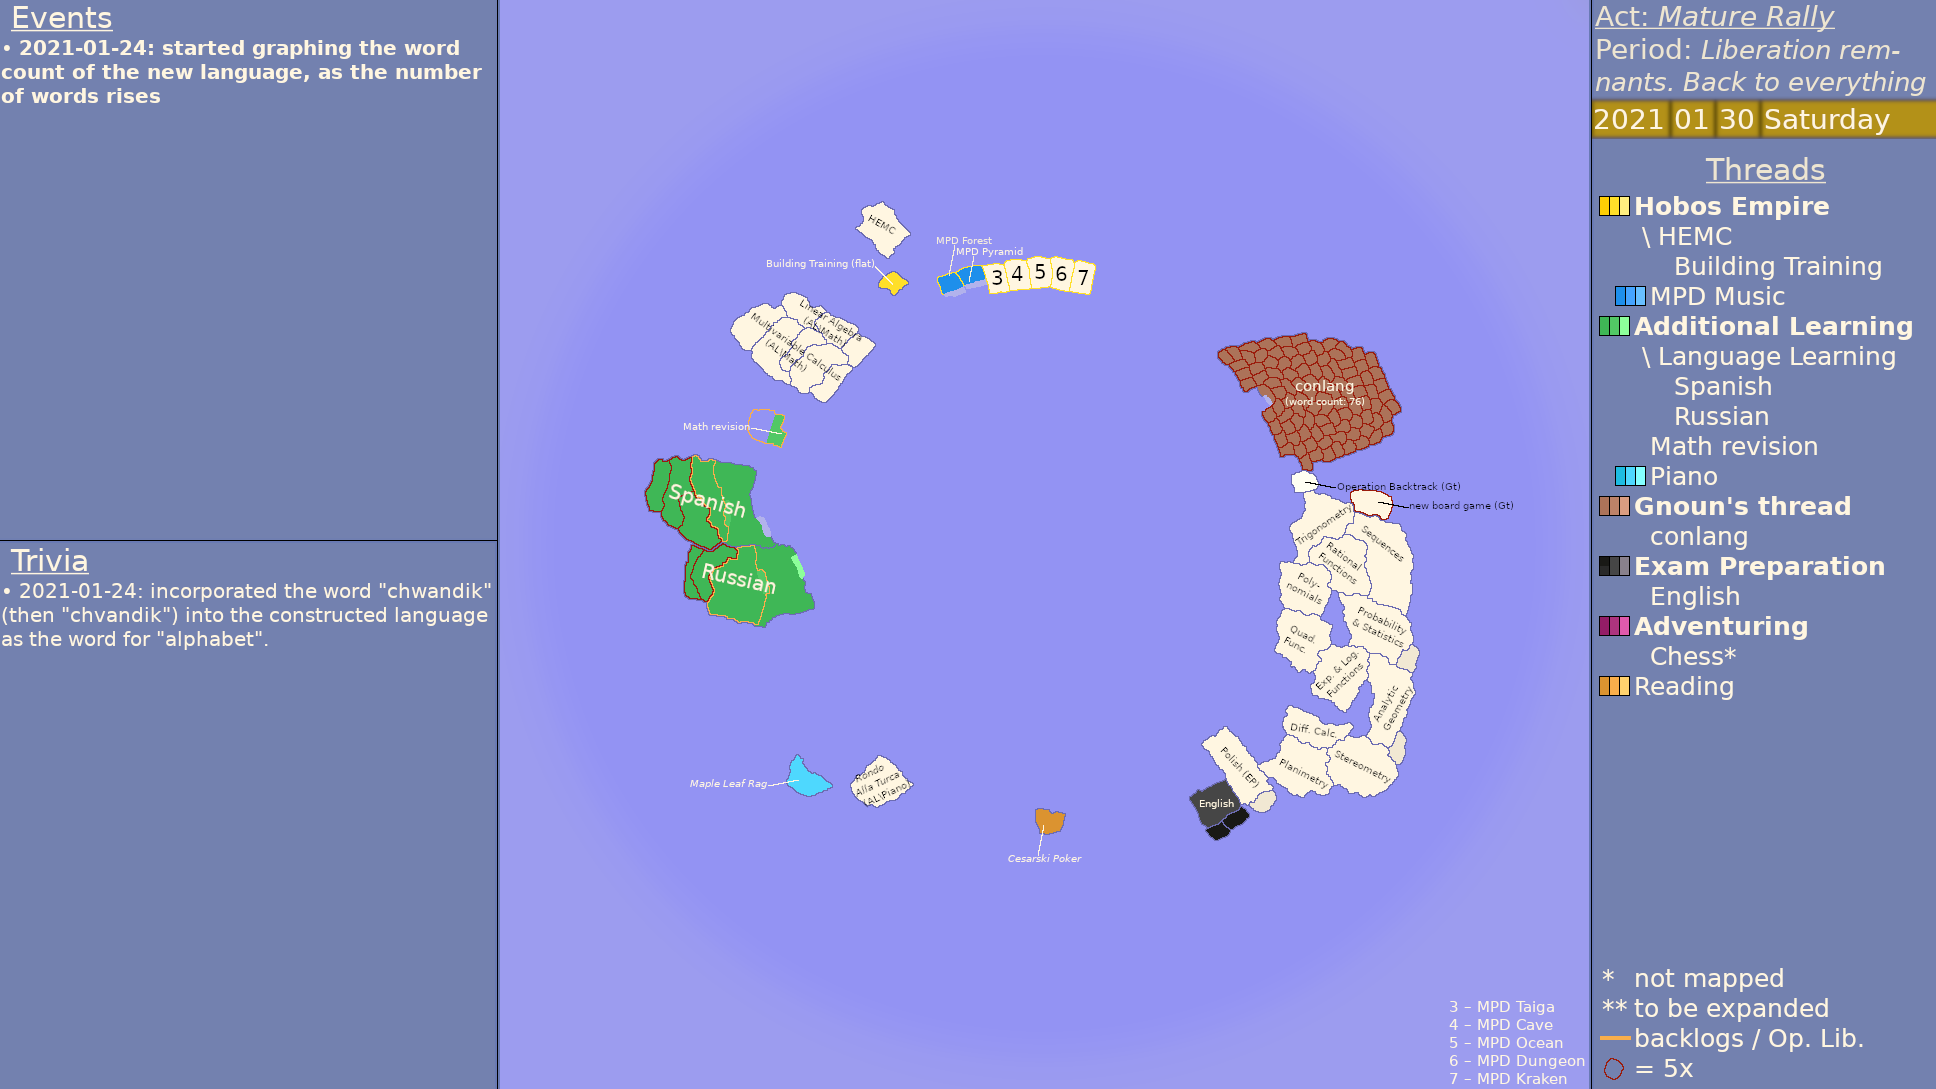 Events
• 2021-01-24: started graphing the word
count of the new language, as the number
of words rises
Trivia
• 2021-01-24: incorporated the word "chwandik"
(then "chvandik") into the constructed language
as the word for "alphabet".
HEMC
MPD Forest
MPD Pyramid
Building Training (flat)
3 4 5 6 7
Linear Algebra
(AL\Math)
Multivariable Calculus
(AL\Math)
Math revision
Spanish
Russian
Maple Leaf Rag
Rondo
Alla Turca
(AL\Piano)
Cesarski Poker
conlang
(word count: 76)
Operation Backtrack (Gt)
new board game (Gt)
Trigonometry
Sequences
Rational
Functions
Poly-
nomials
Probability
& Statistics
Quad.
Func.
Exp. & Log.
Functions
Analytic
Geometry
Diff. Calc.
Planimetry
Stereometry
Polish (EP)
English
3 – MPD Taiga
4 – MPD Cave
5 – MPD Ocean
6 – MPD Dungeon
7 – MPD Kraken
Act: Mature Rally
Period: Liberation rem-
nants. Back to everything
2021 01 30 Saturday
Threads
Hobos Empire
\ HEMC
Building Training
MPD Music
Additional Learning
\ Language Learning
Spanish
Russian
Math revision
Piano
Gnoun's thread
conlang
Exam Preparation
English
Adventuring
Chess*
Reading
* not mapped
** to be expanded
backlogs / Op. Lib.
= 5x